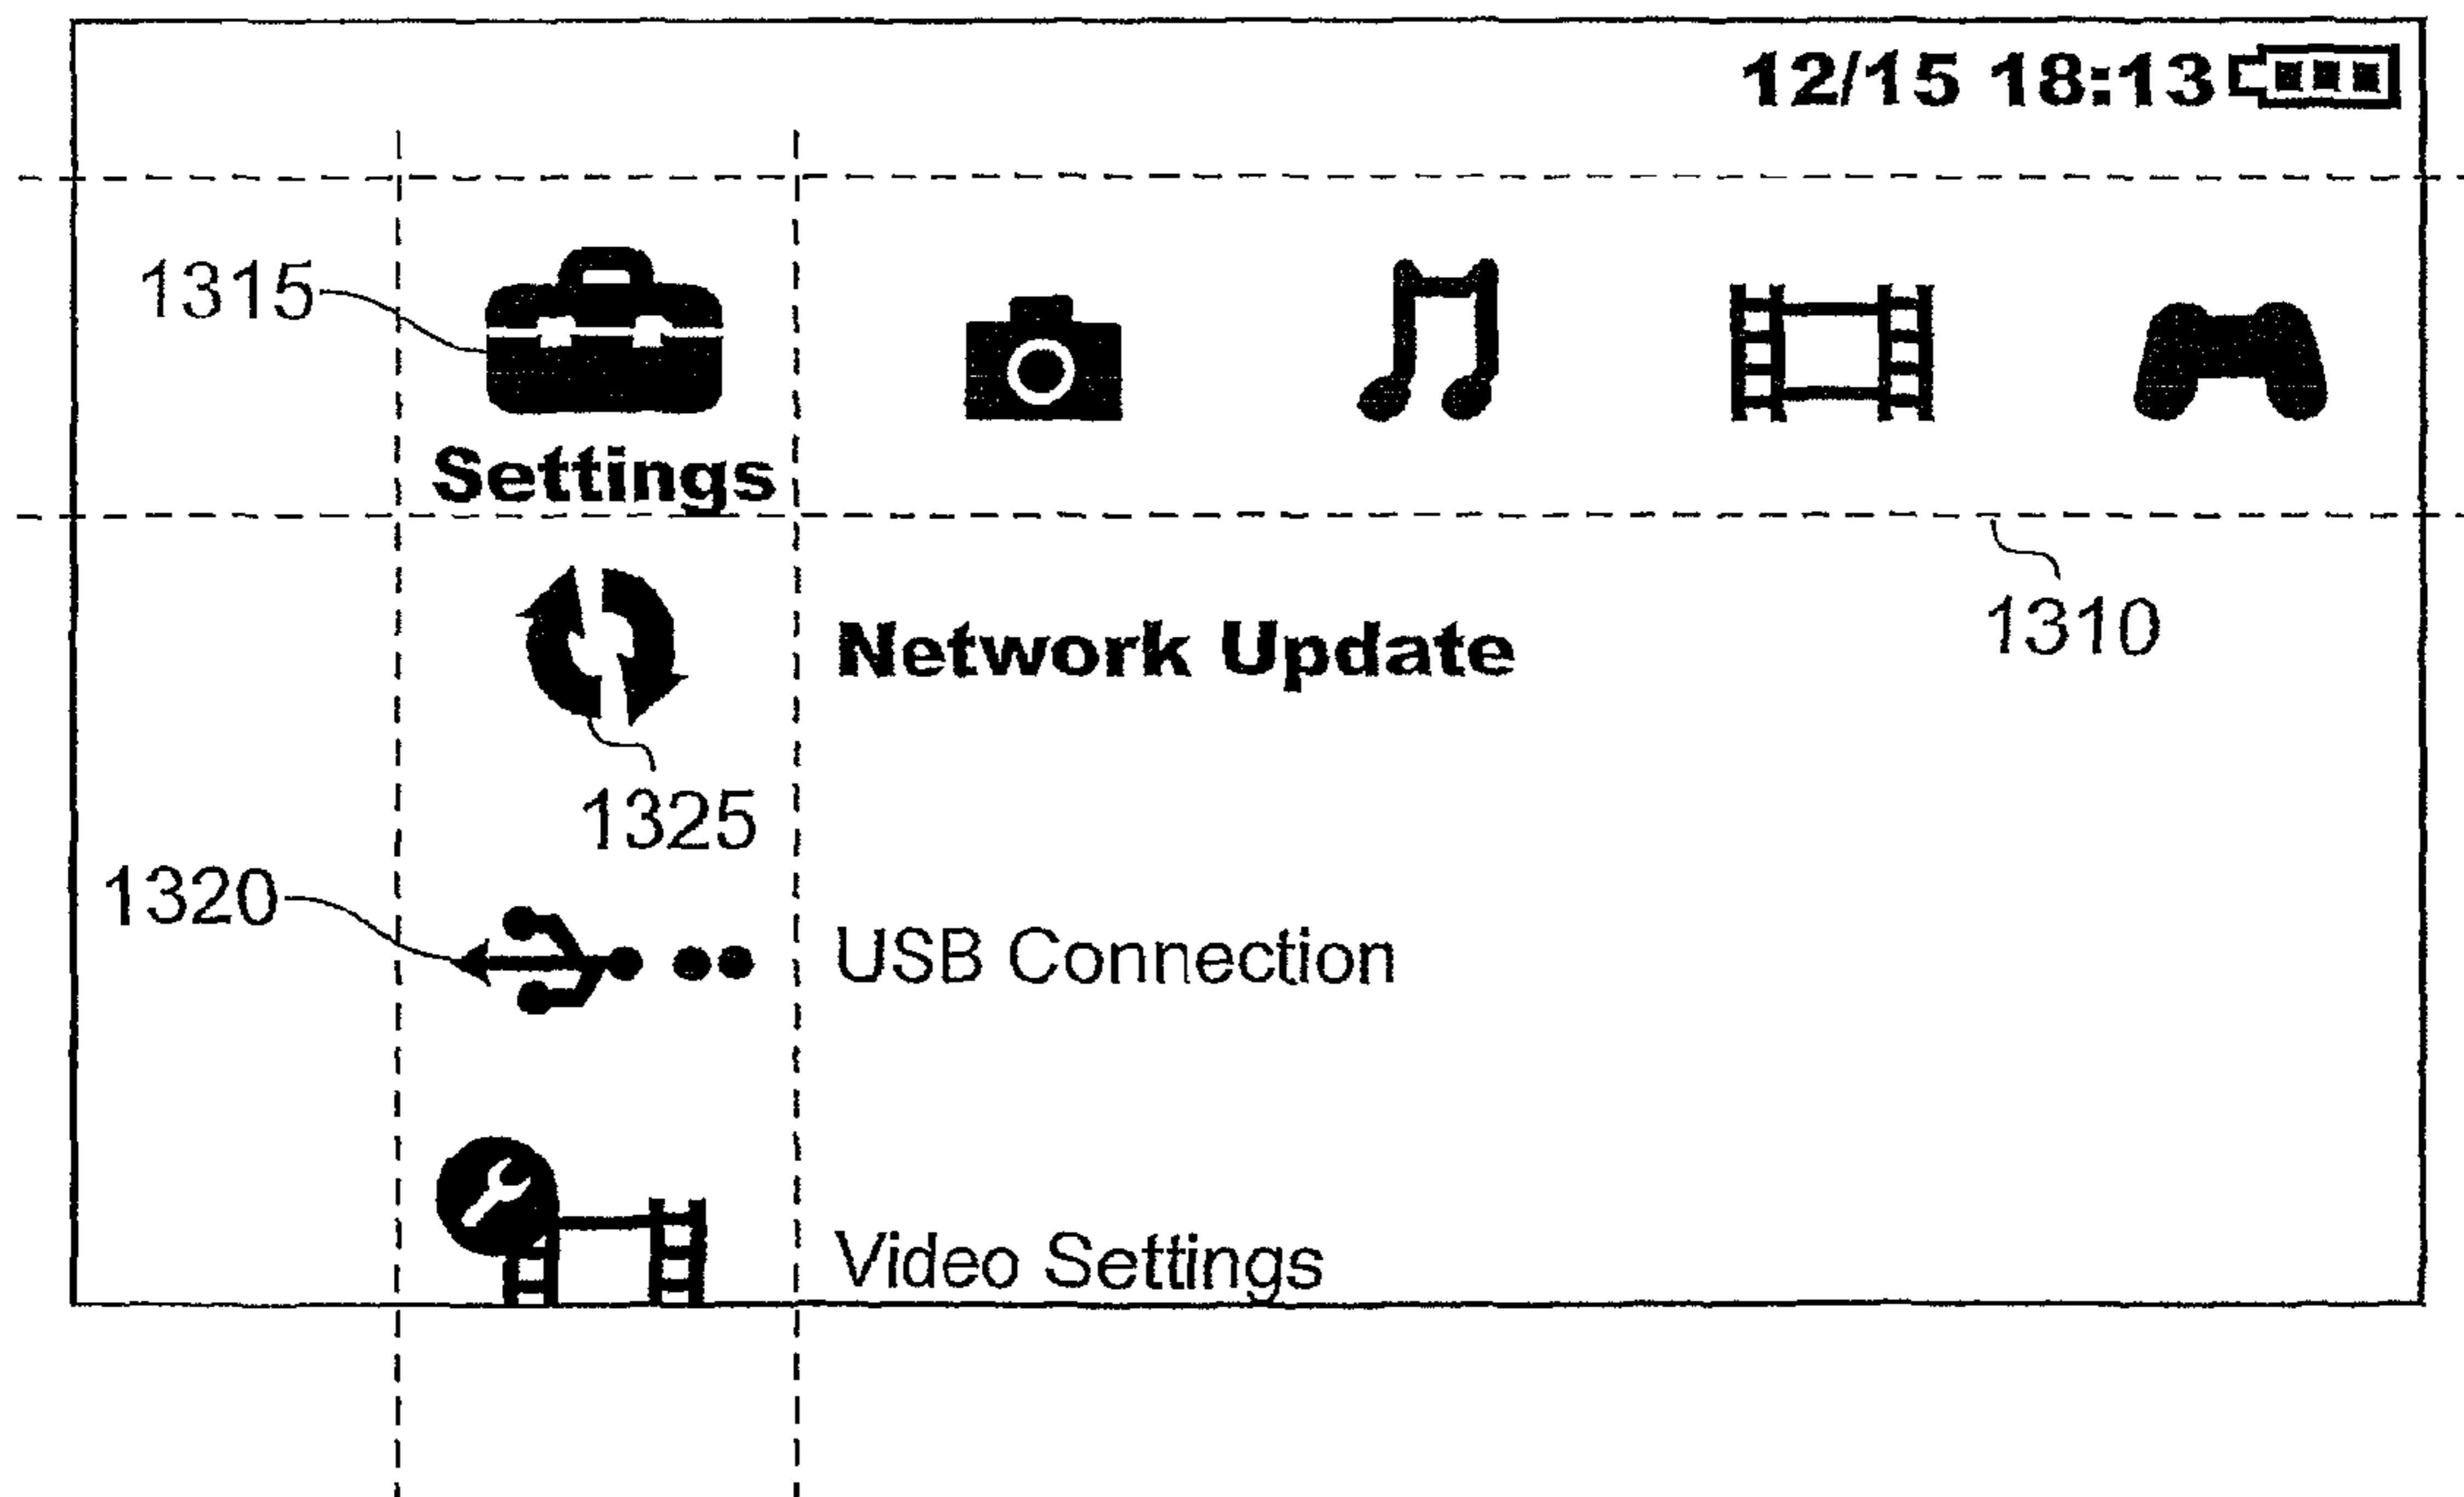 12/15 18:13
1315
Settings
1310
Network Update
1325
1320
USB Connection
Video Settings